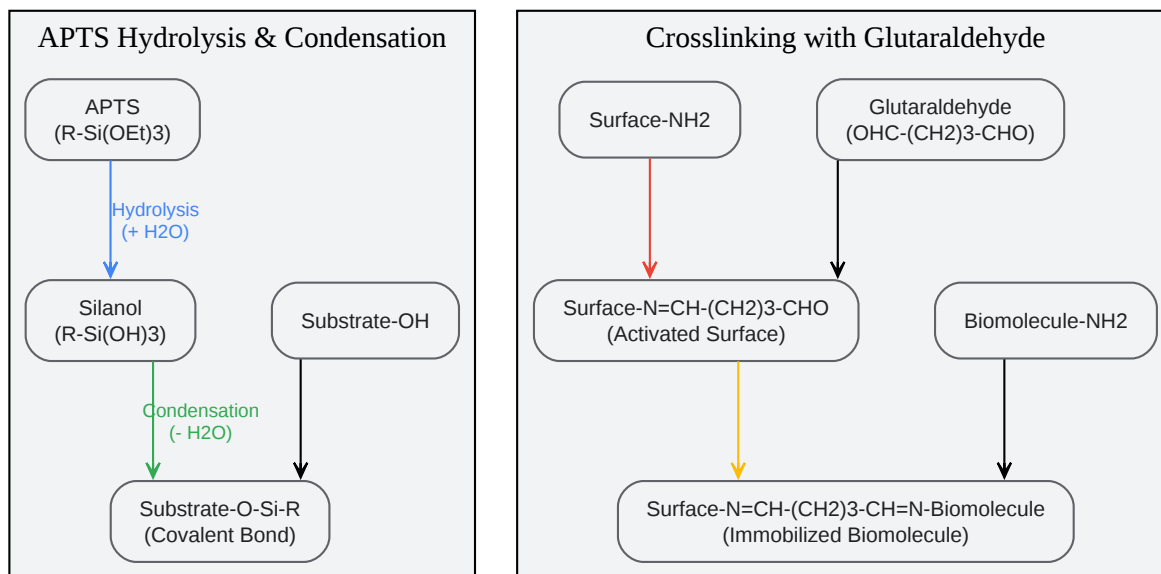 APTS Hydrolysis & Condensation
APTS
(R-Si(OEt)3)
Hydrolysis
(+ H2O)
Silanol
(R-Si(OH)3)
Substrate-OH
Condensation
(- H2O)
Substrate-O-Si-R
(Covalent Bond)
Crosslinking with Glutaraldehyde
Surface-NH2
Glutaraldehyde
(OHC-(CH2)3-CHO)
Surface-N=CH-(CH2)3-CHO
(Activated Surface)
Biomolecule-NH2
Surface-N=CH-(CH2)3-CH=N-Biomolecule
(Immobilized Biomolecule)